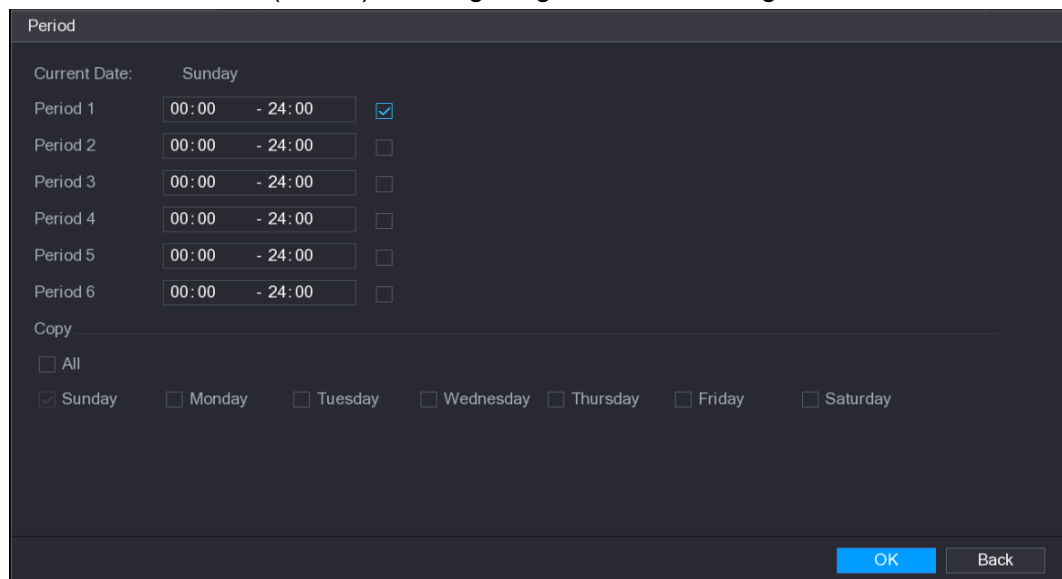 Period
Current Date: Sunday
Period 1 00:00 - 24:00
Period 2 00:00 - 24:00
Period 3 00:00 - 24:00
Period 4 00:00 - 24:00
Period 5 00:00 - 24:00
Period 6 00:00 - 24:00
Copy
All
Sunday Monday Tuesday Wednesday Thursday Friday Saturday
OK Back